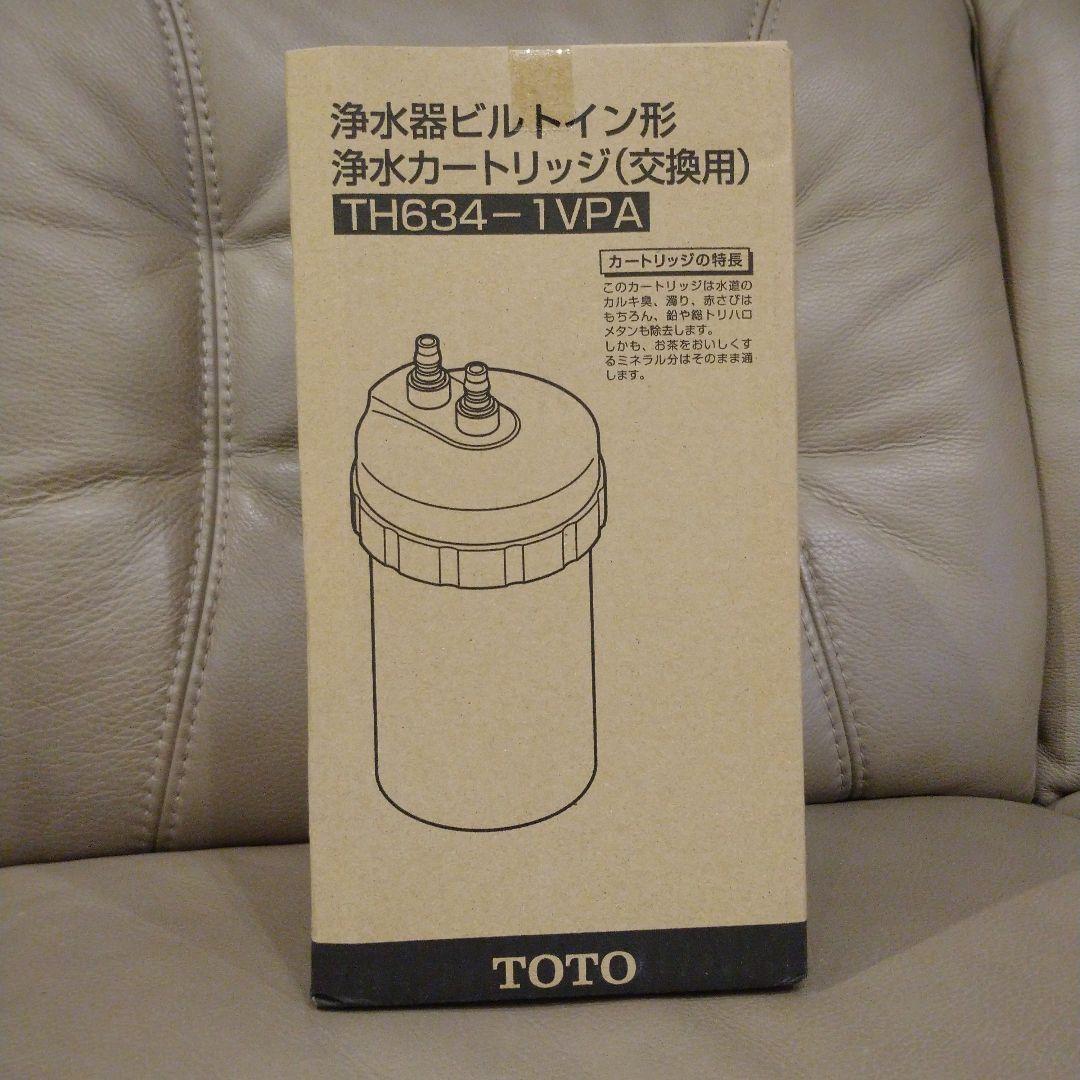 浄水器ビルトイン形
浄水カートリッジ(交換用)
TH634-1VPA
カートリッジの特長
このカートリッジは水道の
カルキ臭、濁り、赤さびは
もちろん、鉛や総トリハロ
メタンも除去します。
しかも、お茶をおいしくす
るミネラル分はそのまま通
します。
TOTO